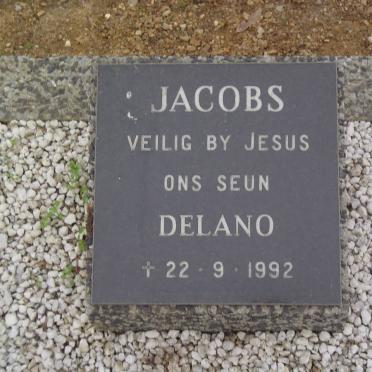 JACOBS
VEILIG BY JESUS
ONS SEUN
DELANO
✝ 22 · 9 · 1992